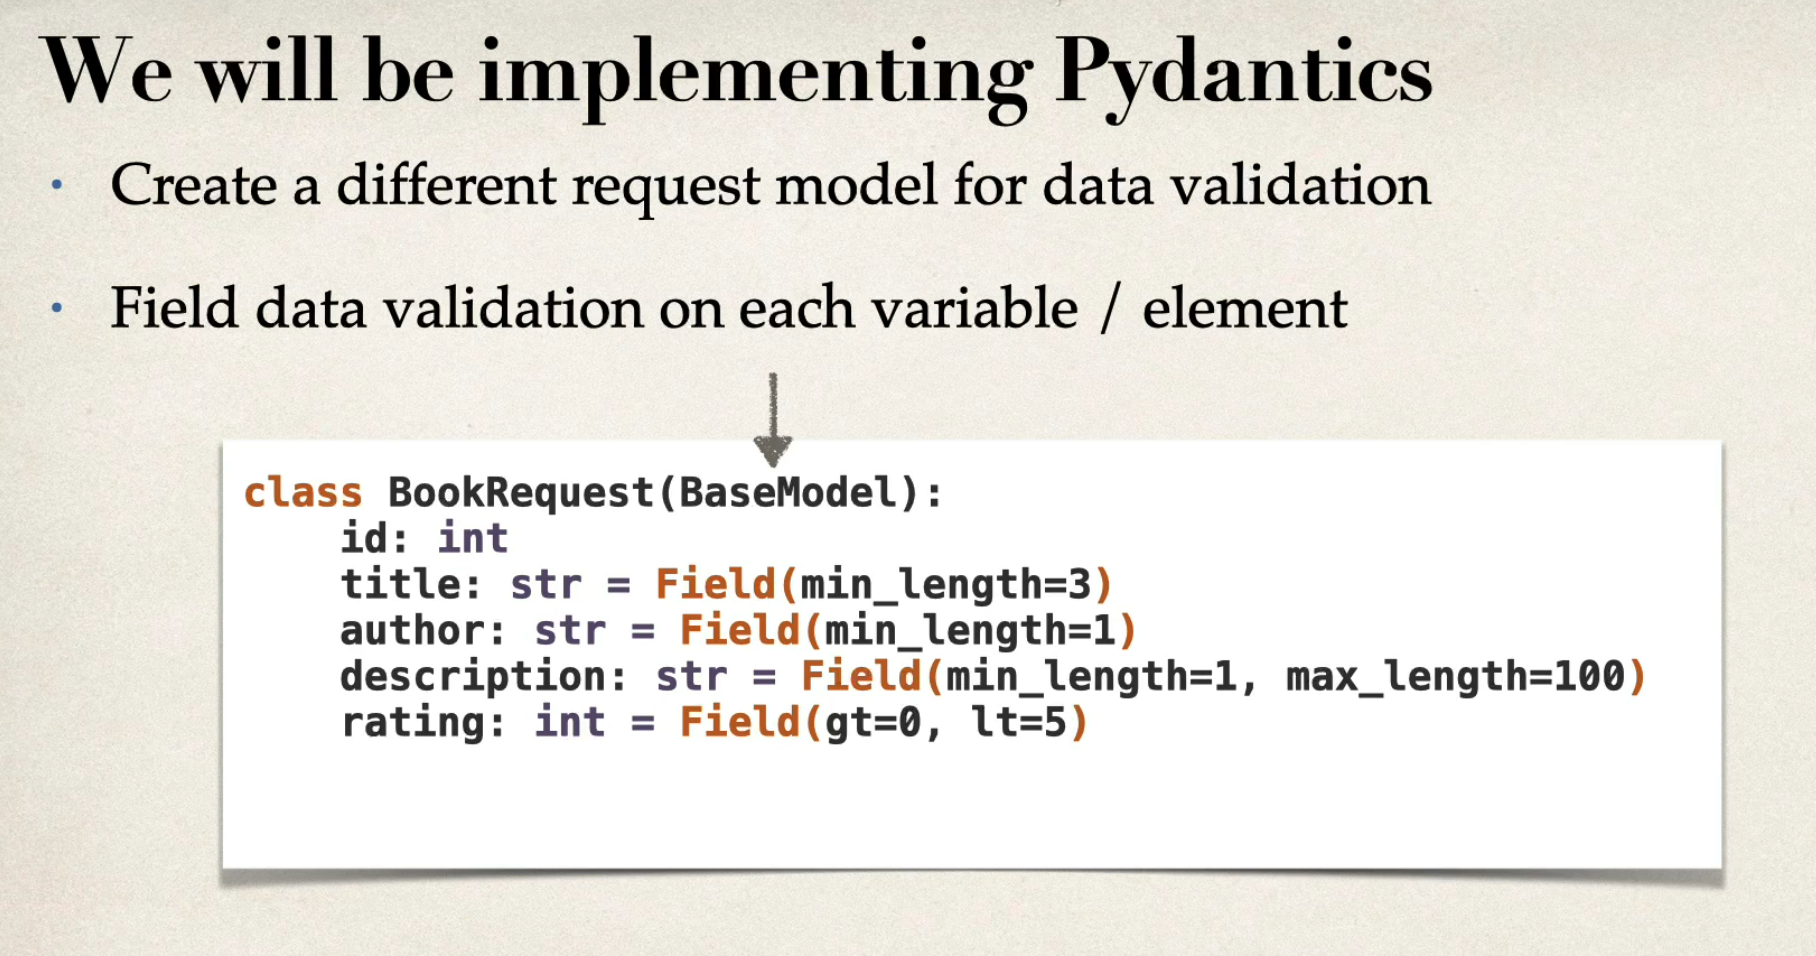 We will be implementing Pydantics
• Create a different request model for data validation
• Field data validation on each variable / element
class BookRequest(BaseModel):
    id: int
    title: str = Field(min_length=3)
    author: str = Field(min_length=1)
    description: str = Field(min_length=1, max_length=100)
    rating: int = Field(gt=0, lt=5)